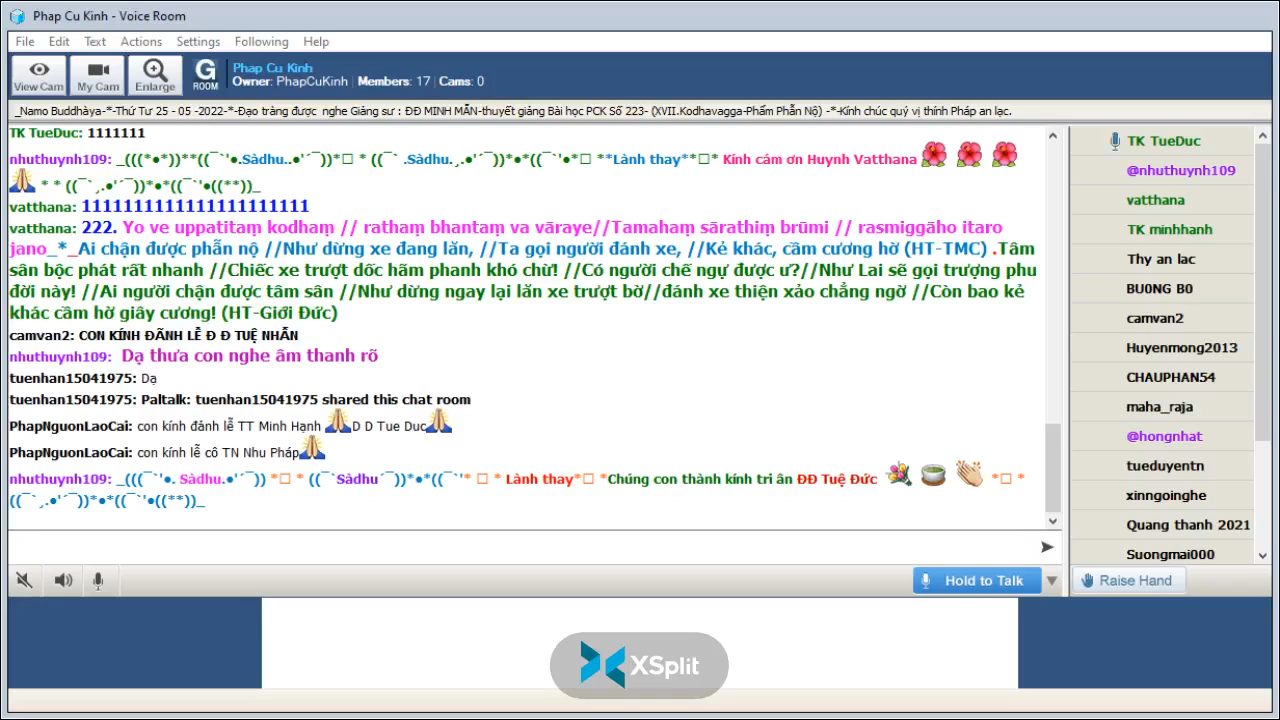 Phap Cu Kinh - Voice Room
File Edit Text Actions Settings Following Help
View Cam My Cam Enlarge G ROOM
Phap Cu Kinh
Owner: PhapCuKinh | Members: 17 | Cams: 0
_Namo Buddhàya-*-Thứ Tư 25 - 05 -2022-*-Đạo tràng được nghe Giảng sư : ĐĐ MINH MẪN-thuyết giảng Bài học PCK Số 223- (XVII.Kodhavagga-Phẩm Phẫn Nộ) -*-Kính chúc quý vị thính Pháp an lạc.
TK TueDuc: 1111111
nhuthuynh109: _(((*•*))**((¯`'•.Sàdhu..•'´¯))*□ * ((¯` .Sàdhu.¸.•'´¯))*•*((¯`'•*□ **Lành thay**□* Kính cám ơn Huynh Vatthana
* * ((¯`¸.•'´¯))*•*((¯`'•((**))_
vatthana: 1111111111111111111111
vatthana: 222. Yo ve uppatitaṃ kodhaṃ // rathaṃ bhantaṃ va vāraye//Tamahaṃ sārathiṃ brūmi // rasmiggāho itaro
jano_*_Ai chận được phẫn nộ //Như dừng xe đang lăn, //Ta gọi người đánh xe, //Kẻ khác, cầm cương hờ (HT-TMC) .Tâm
sân bộc phát rất nhanh //Chiếc xe trượt dốc hãm phanh khó chừ! //Có người chế ngự được ư?//Như Lai sẽ gọi trượng phu
đời này! //Ai người chận được tâm sân //Như dừng ngay lại lăn xe trượt bờ//đánh xe thiện xảo chẳng ngờ //Còn bao kẻ
khác cầm hờ giây cương! (HT-Giới Đức)
camvan2: CON KÍNH ĐÃNH LỄ Đ Đ TUỆ NHẪN
nhuthuynh109: Dạ thưa con nghe âm thanh rõ
tuenhan15041975: Dạ
tuenhan15041975: Paltalk: tuenhan15041975 shared this chat room
PhapNguonLaoCai: con kính đảnh lễ TT Minh Hạnh D D Tue Duc
PhapNguonLaoCai: con kính lễ cô TN Nhu Pháp
nhuthuynh109: _(((¯`'•. Sàdhu.•'´¯)) *□ * ((¯`Sàdhu´¯))*•*((¯`'* □ * Lành thay*□ *Chúng con thành kính tri ân ĐĐ Tuệ Đức *□ *
((¯`¸.•'´¯))*•*((¯`'•((**))_
Hold to Talk
TK TueDuc
@nhuthuynh109
vatthana
TK minhhanh
Thy an lac
BU0NG B0
camvan2
Huyenmong2013
CHAUPHAN54
maha_raja
@hongnhat
tueduyentn
xinngoinghe
Quang thanh 2021
Suongmai000
Raise Hand
XSplit